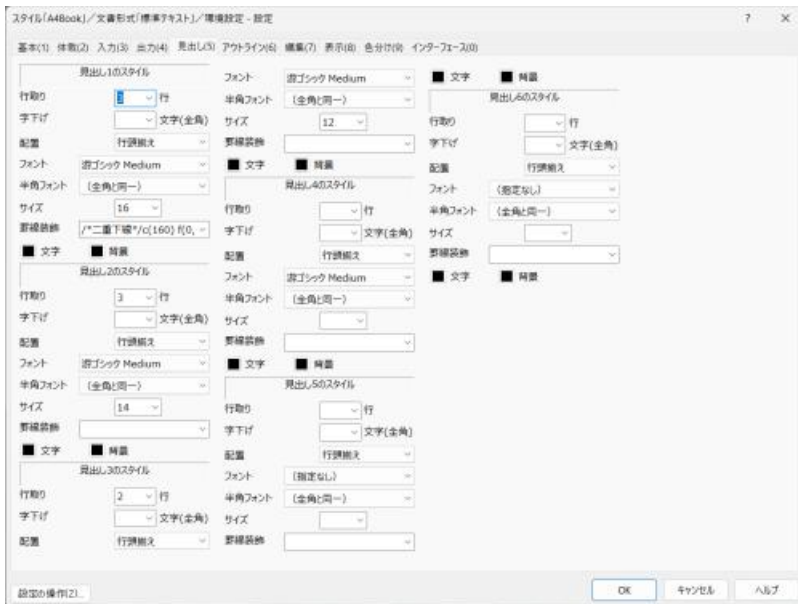 スタイル「A4Book」／文書形式「標準テキスト」／環境設定 - 設定
? ×
基本(1) 体裁(2) 入力(3) 出力(4) 見出し(5) アウトライン(6) 編集(7) 表示(8) 色分け(9) インターフェース(0)
見出し1のスタイル
行取り 3 行
字下げ 文字(全角)
配置 行頭揃え
フォント 游ゴシック Medium
半角フォント (全角と同一)
サイズ 16
罫線装飾 /*二重下線*/c(160) f(0,
文字 背景
見出し2のスタイル
行取り 3 行
字下げ 文字(全角)
配置 行頭揃え
フォント 游ゴシック Medium
半角フォント (全角と同一)
サイズ 14
罫線装飾
文字 背景
見出し3のスタイル
行取り 2 行
字下げ 文字(全角)
配置 行頭揃え
フォント 游ゴシック Medium
半角フォント (全角と同一)
サイズ 12
罫線装飾
文字 背景
見出し4のスタイル
行取り 行
字下げ 文字(全角)
配置 行頭揃え
フォント 游ゴシック Medium
半角フォント (全角と同一)
サイズ
罫線装飾
文字 背景
見出し5のスタイル
行取り 行
字下げ 文字(全角)
配置 行頭揃え
フォント (指定なし)
半角フォント (全角と同一)
サイズ
罫線装飾
文字 背景
見出し6のスタイル
行取り 行
字下げ 文字(全角)
配置 行頭揃え
フォント (指定なし)
半角フォント (全角と同一)
サイズ
罫線装飾
文字 背景
設定の操作(Z)...
OK キャンセル ヘルプ